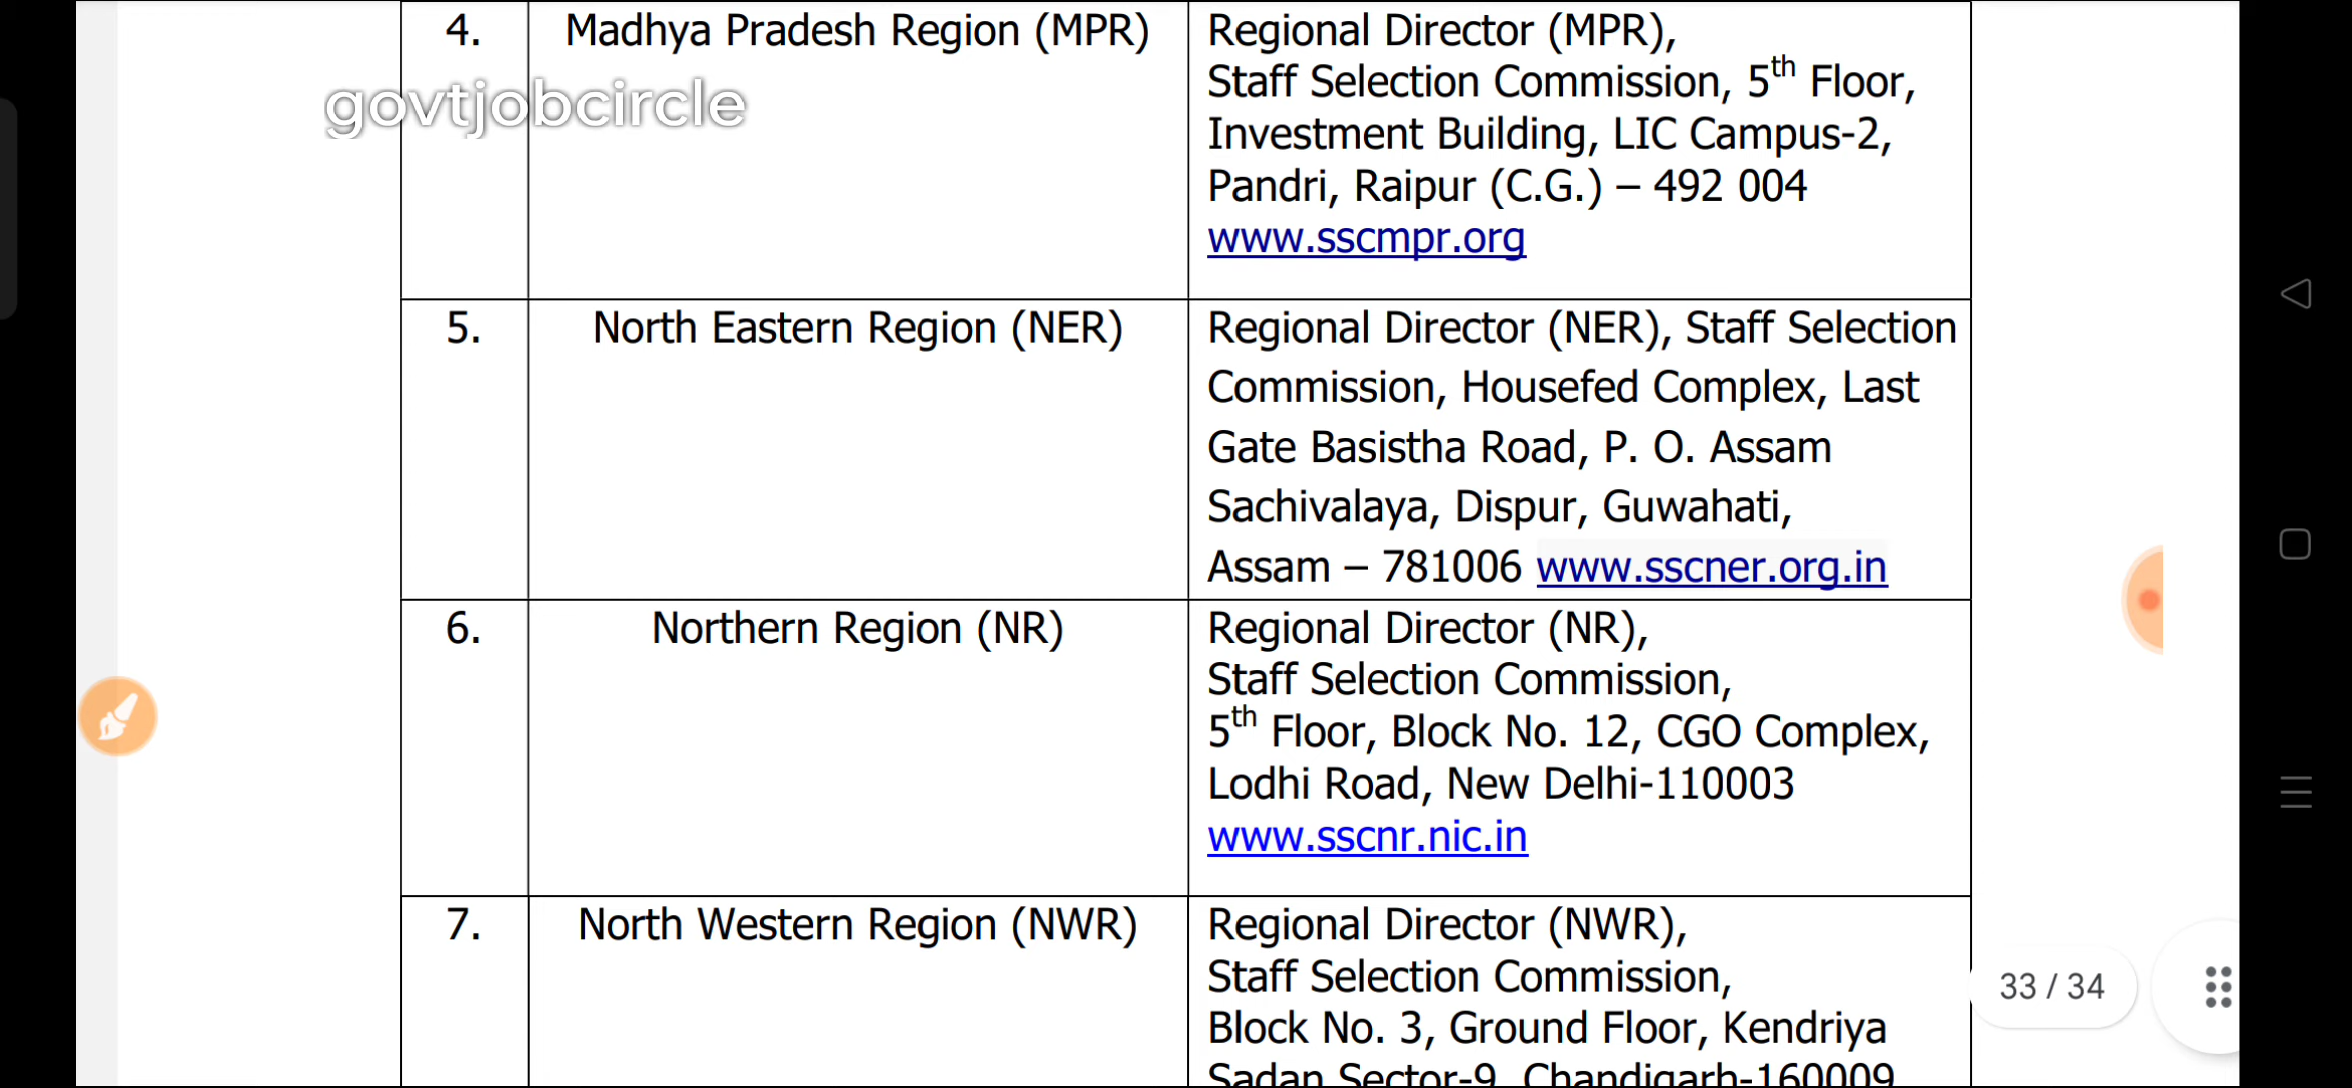 4.
Madhya Pradesh Region (MPR)
Regional Director (MPR),
Staff Selection Commission, 5th Floor,
Investment Building, LIC Campus-2,
Pandri, Raipur (C.G.) – 492 004
www.sscmpr.org
govtjobcircle
5.
North Eastern Region (NER)
Regional Director (NER), Staff Selection
Commission, Housefed Complex, Last
Gate Basistha Road, P. O. Assam
Sachivalaya, Dispur, Guwahati,
Assam – 781006 www.sscner.org.in
6.
Northern Region (NR)
Regional Director (NR),
Staff Selection Commission,
5th Floor, Block No. 12, CGO Complex,
Lodhi Road, New Delhi-110003
www.sscnr.nic.in
7.
North Western Region (NWR)
Regional Director (NWR),
Staff Selection Commission,
Block No. 3, Ground Floor, Kendriya
Sadan Sector-9, Chandigarh-160009
33 / 34